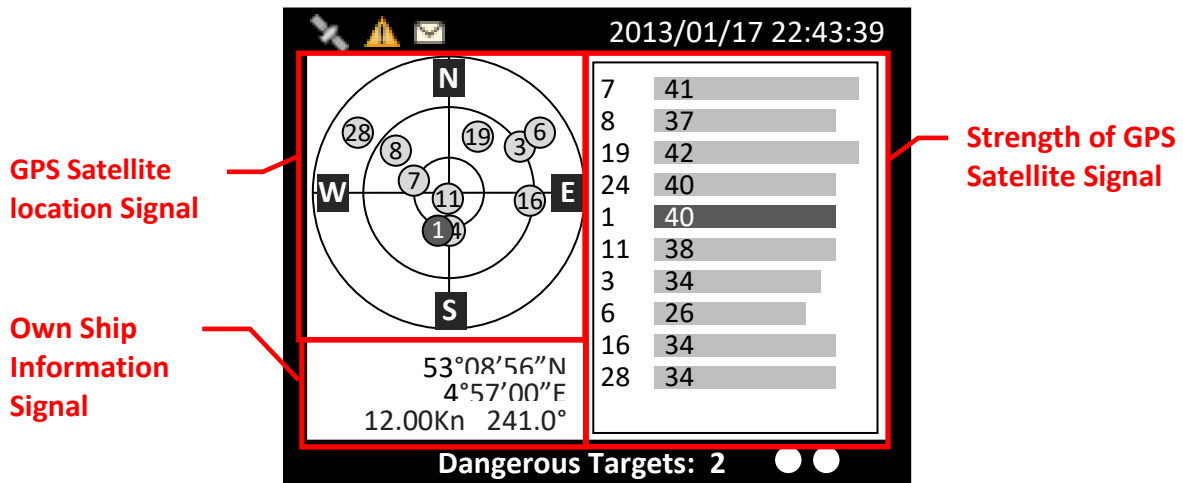 2013/01/17 22:43:39
GPS Satellite
location Signal
Own Ship
Information
Signal
N
28
8
19
3
6
7
W
11
16
E
1
4
S
53°08’56”N
4°57’00”E
12.00Kn 241.0°
7 41
8 37
19 42
24 40
1 40
11 38
3 34
6 26
16 34
28 34
Strength of GPS
Satellite Signal
Dangerous Targets: 2